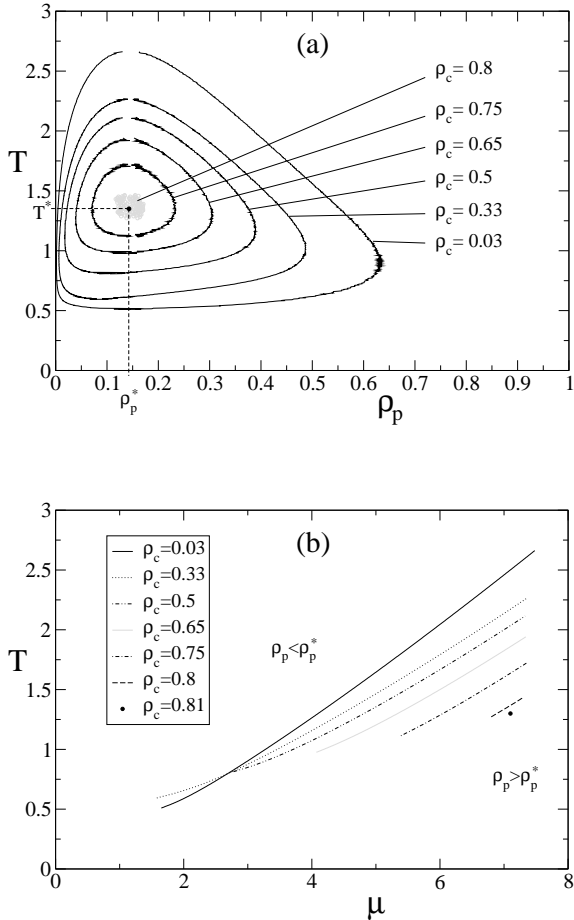 (a)
3
2.5
2
1.5
1
0.5
0
T
T*
ρc = 0.8
ρc = 0.75
ρc = 0.65
ρc = 0.5
ρc = 0.33
ρc = 0.03
0 0.1 0.2 0.3 0.4 0.5 0.6 0.7 0.8 0.9 1
ρp*
ρp
(b)
3
2.5
2
1.5
1
0.5
0
T
ρc=0.03
ρc=0.33
ρc=0.5
ρc=0.65
ρc=0.75
ρc=0.8
ρc=0.81
ρp<ρp*
ρp>ρp*
0 2 4 6 8
μ